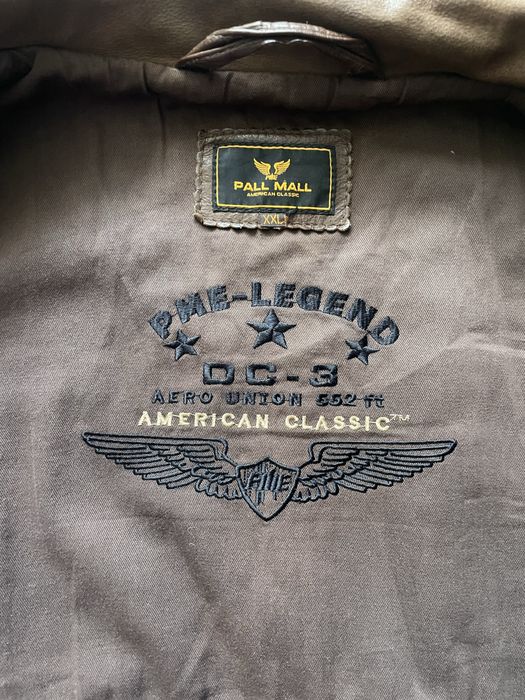 PME
PALL MALL
AMERICAN CLASSIC
XXL
PME-LEGEND
DC-3
AERO UNION 552 ft
AMERICAN CLASSIC™
PME